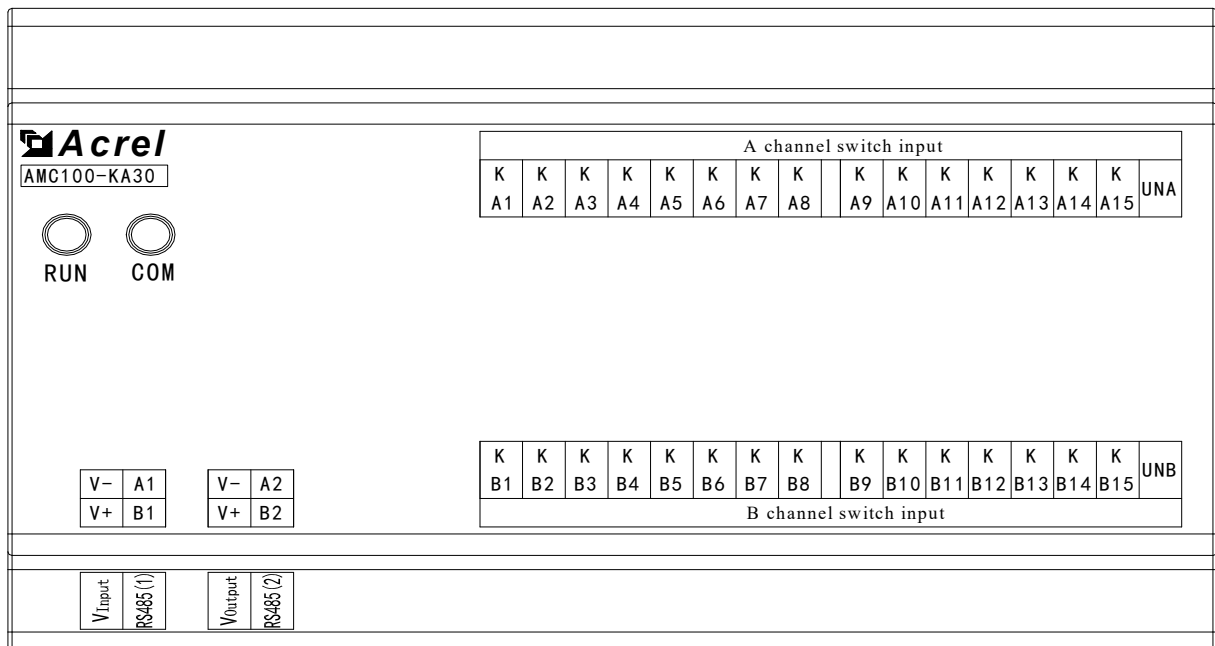 Acrel
AMC100-KA30
RUN COM
A channel switch input
K K K K K K K K K K K K K K K UNA
A1 A2 A3 A4 A5 A6 A7 A8 A9 A10 A11 A12 A13 A14 A15
K K K K K K K K K K K K K K K UNB
B1 B2 B3 B4 B5 B6 B7 B8 B9 B10 B11 B12 B13 B14 B15
B channel switch input
V- A1 V- A2
V+ B1 V+ B2
VInput RS485(1) VOutput RS485(2)